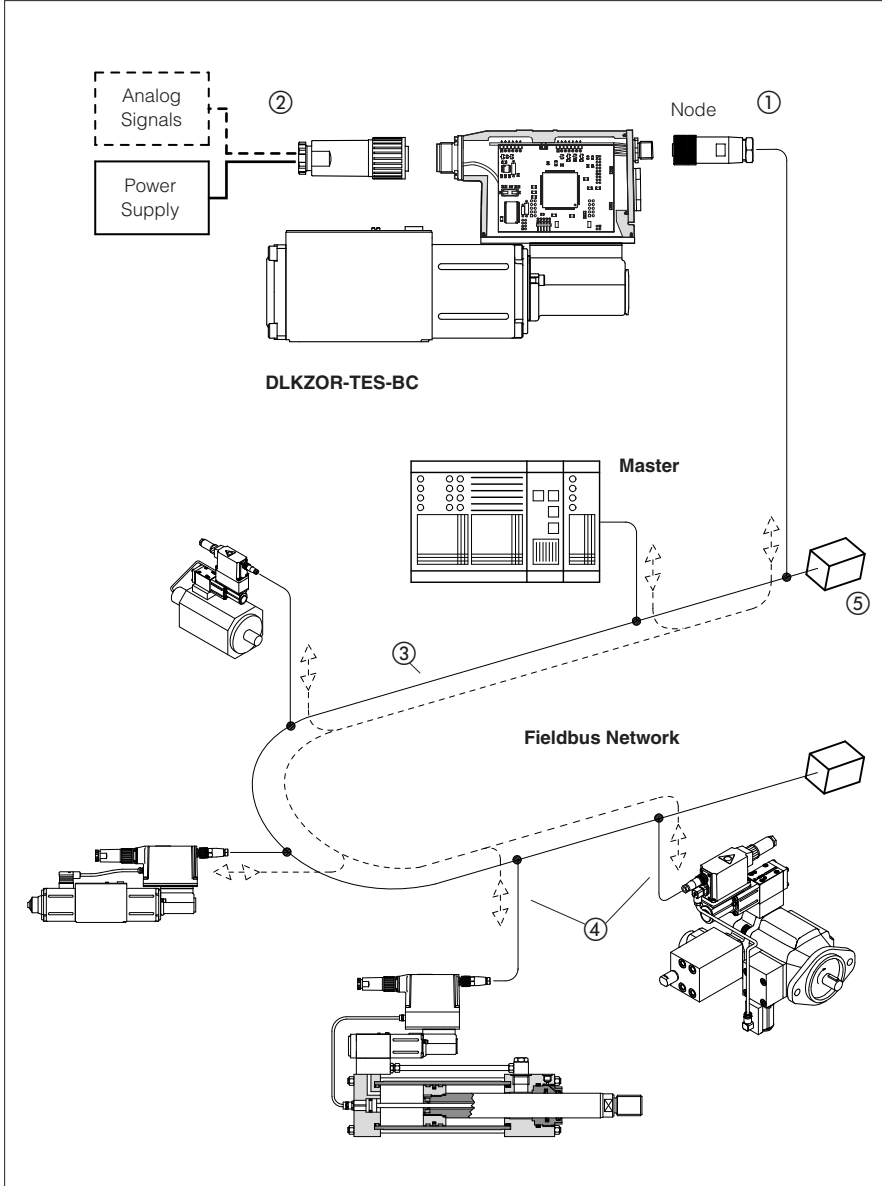 Analog
Signals
②
Node
①
Power
Supply
DLKZOR-TES-BC
Master
⑤
③
Fieldbus Network
④